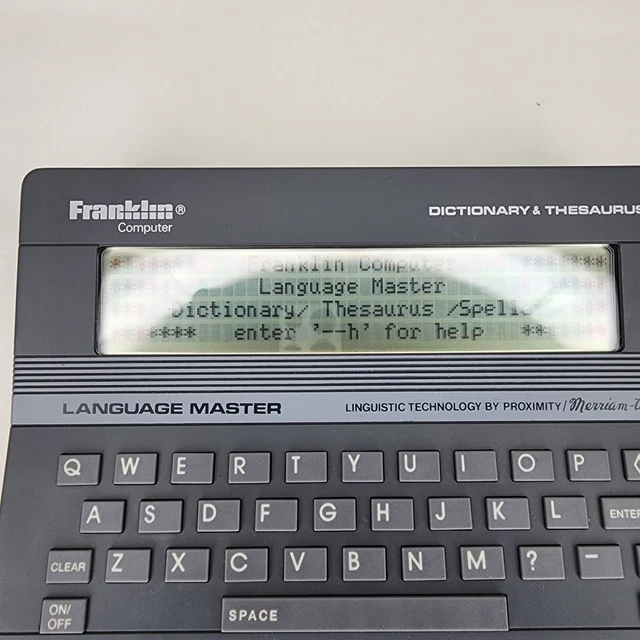 Franklin®
Computer
DICTIONARY & THESAURUS
Franklin Computer
Language Master
Dictionary/ Thesaurus /Spell
****** enter '--h' for help **
LANGUAGE MASTER
LINGUISTIC TECHNOLOGY BY PROXIMITY/Merriam-
Q W E R T Y U I O P
A S D F G H J K L ENTER
CLEAR Z X C V B N M ? -
ON/
OFF
SPACE